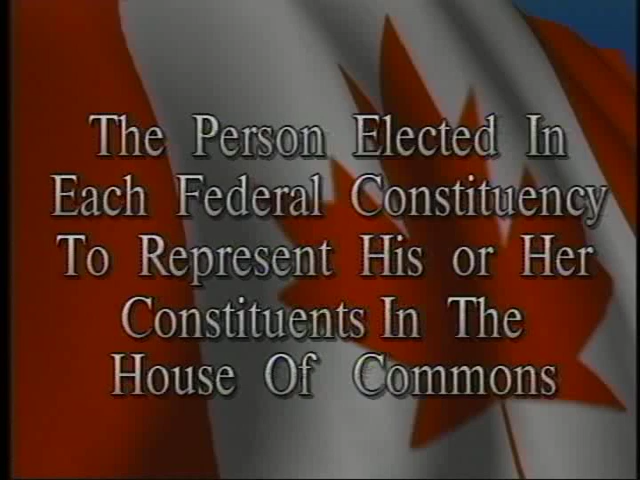 The Person Elected In
Each Federal Constituency
To Represent His or Her
Constituents In The
House Of Commons